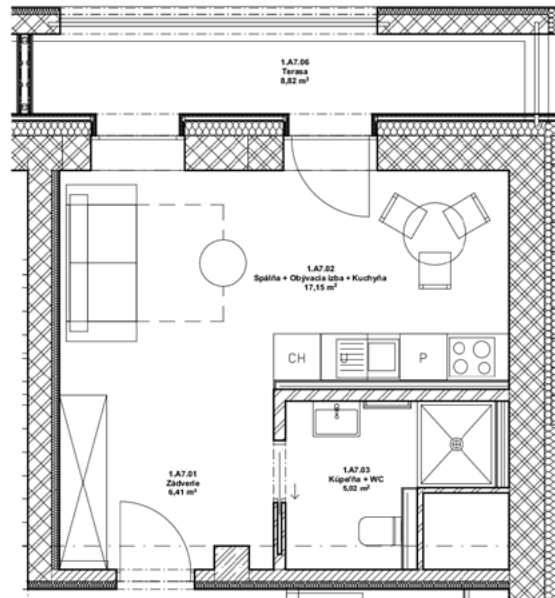 1.A7.06
Terasa
8,82 m²
1.A7.02
Spálňa + Obývacia izba + Kuchyňa
17,15 m²
CH
U
P
1.A7.01
Zádverie
6,41 m²
1.A7.03
Kúpeľňa + WC
5,02 m²